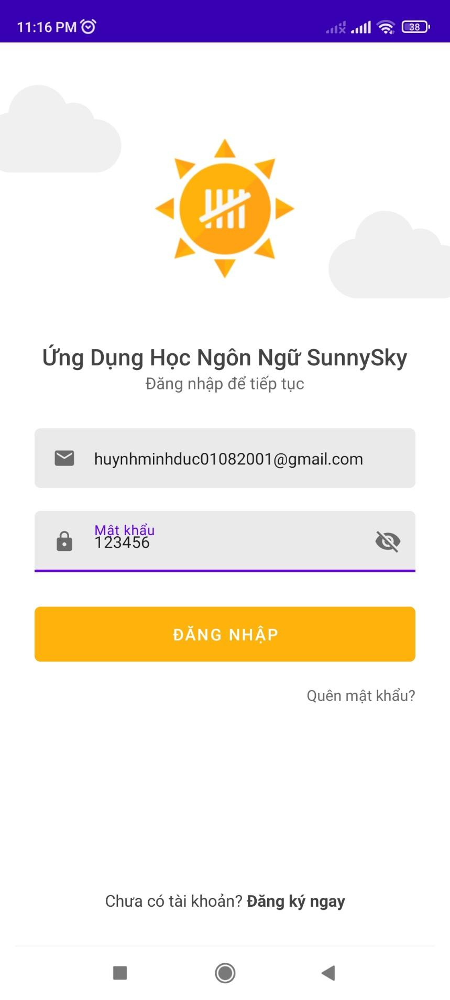 11:16 PM
38
Ứng Dụng Học Ngôn Ngữ SunnySky
Đăng nhập để tiếp tục
huynhminhduc01082001@gmail.com
Mật khẩu
123456
ĐĂNG NHẬP
Quên mật khẩu?
Chưa có tài khoản? Đăng ký ngay